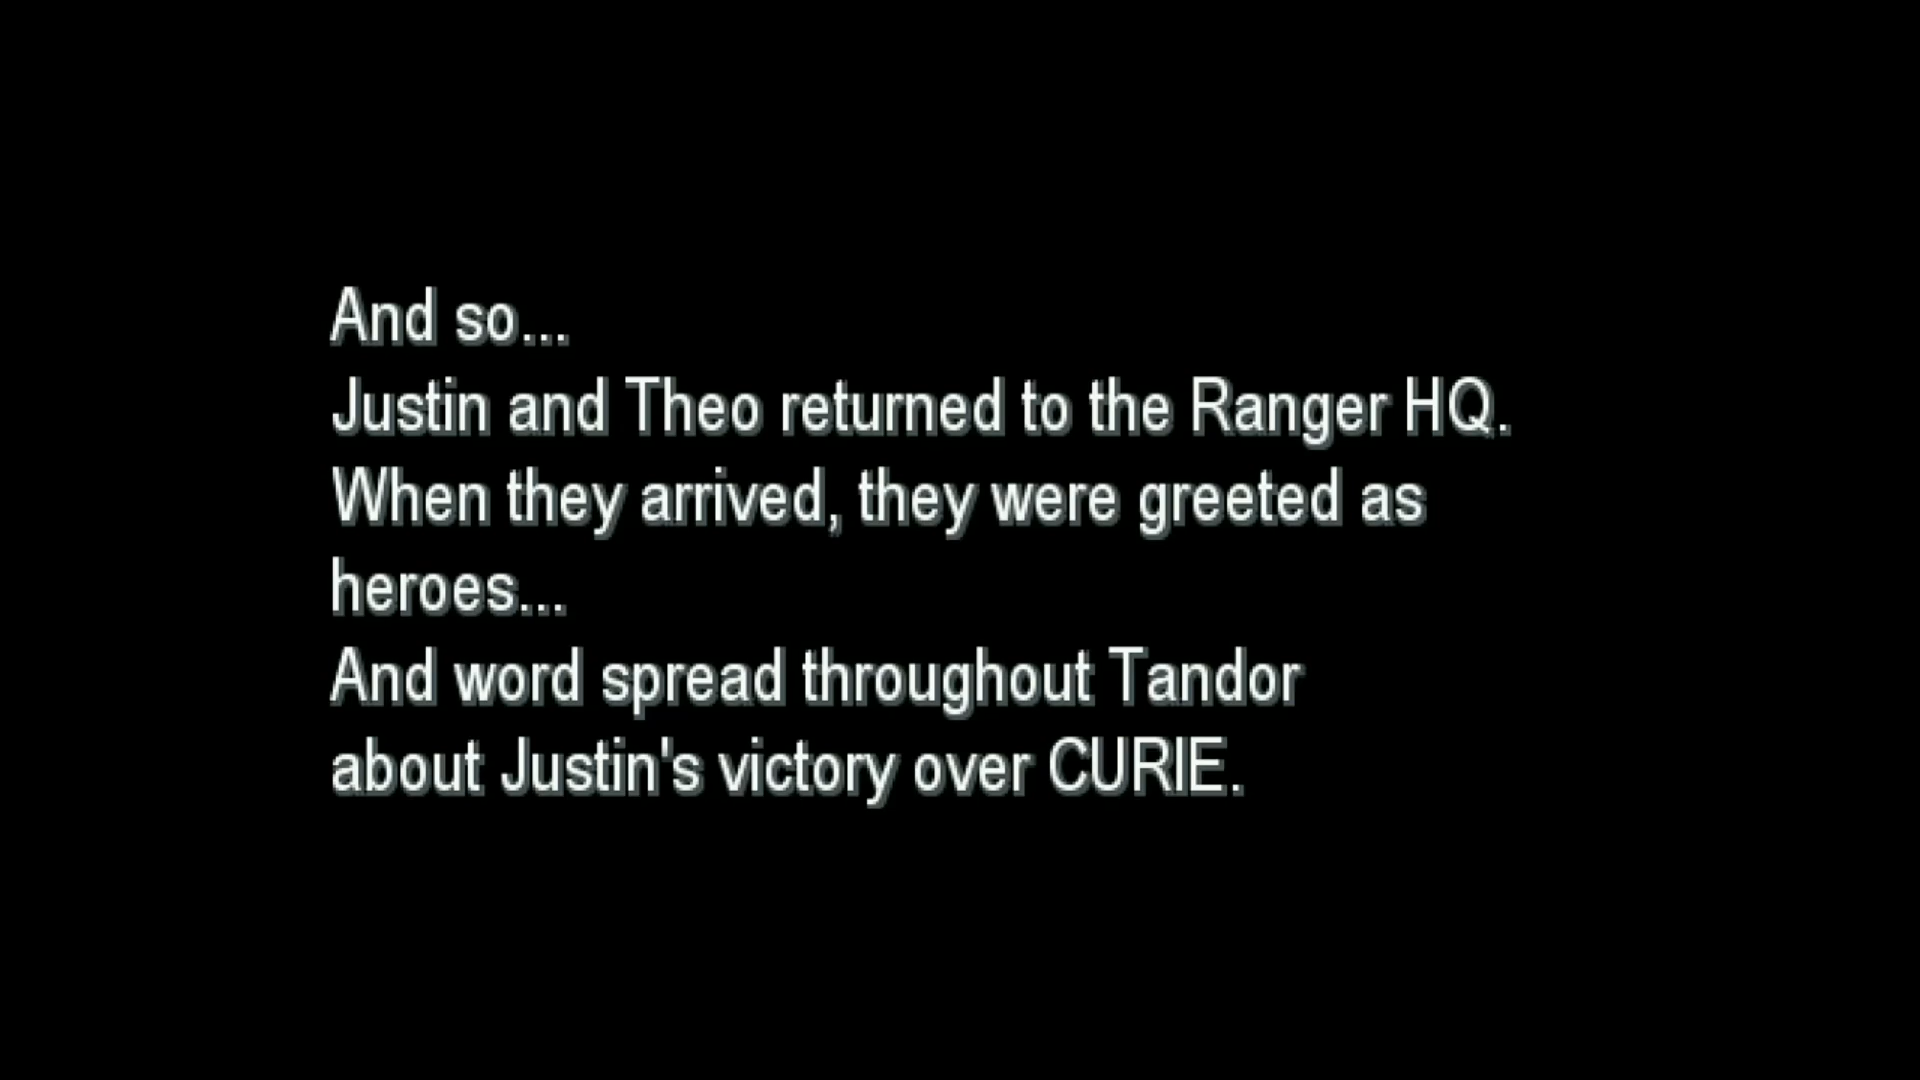 And so...
Justin and Theo returned to the Ranger HQ.
When they arrived, they were greeted as
heroes...
And word spread throughout Tandor
about Justin's victory over CURIE.